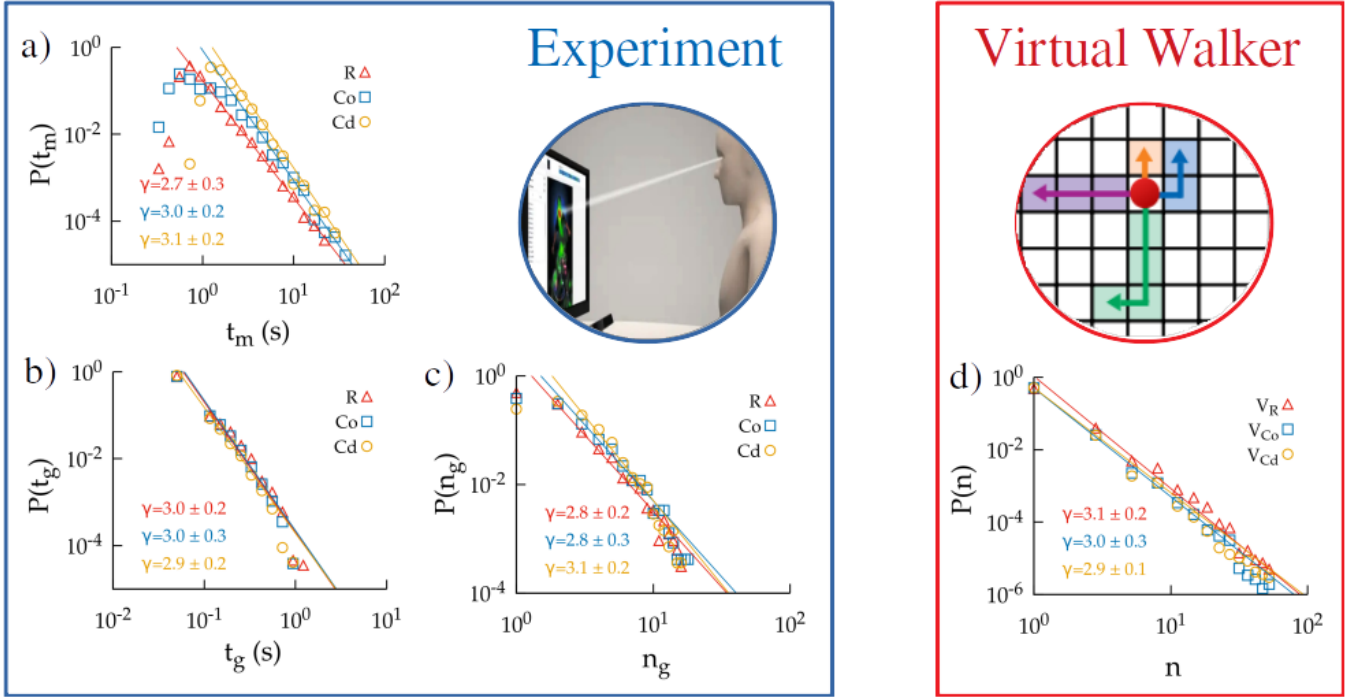 Experiment
Virtual Walker
a)
10^0
10^-2
10^-4
P(t_m)
R
Co
Cd
γ=2.7 ± 0.3
γ=3.0 ± 0.2
γ=3.1 ± 0.2
10^-1 10^0 10^1 10^2
t_m (s)
b)
10^0
10^-2
10^-4
P(t_g)
R
Co
Cd
γ=3.0 ± 0.2
γ=3.0 ± 0.3
γ=2.9 ± 0.2
10^-2 10^-1 10^0 10^1
t_g (s)
c)
10^0
10^-2
10^-4
P(n_g)
R
Co
Cd
γ=2.8 ± 0.2
γ=2.8 ± 0.3
γ=3.1 ± 0.2
10^0 10^1 10^2
n_g
d)
10^0
10^-2
10^-4
10^-6
P(n)
V_R
V_Co
V_Cd
γ=3.1 ± 0.2
γ=3.0 ± 0.3
γ=2.9 ± 0.1
10^0 10^1 10^2
n